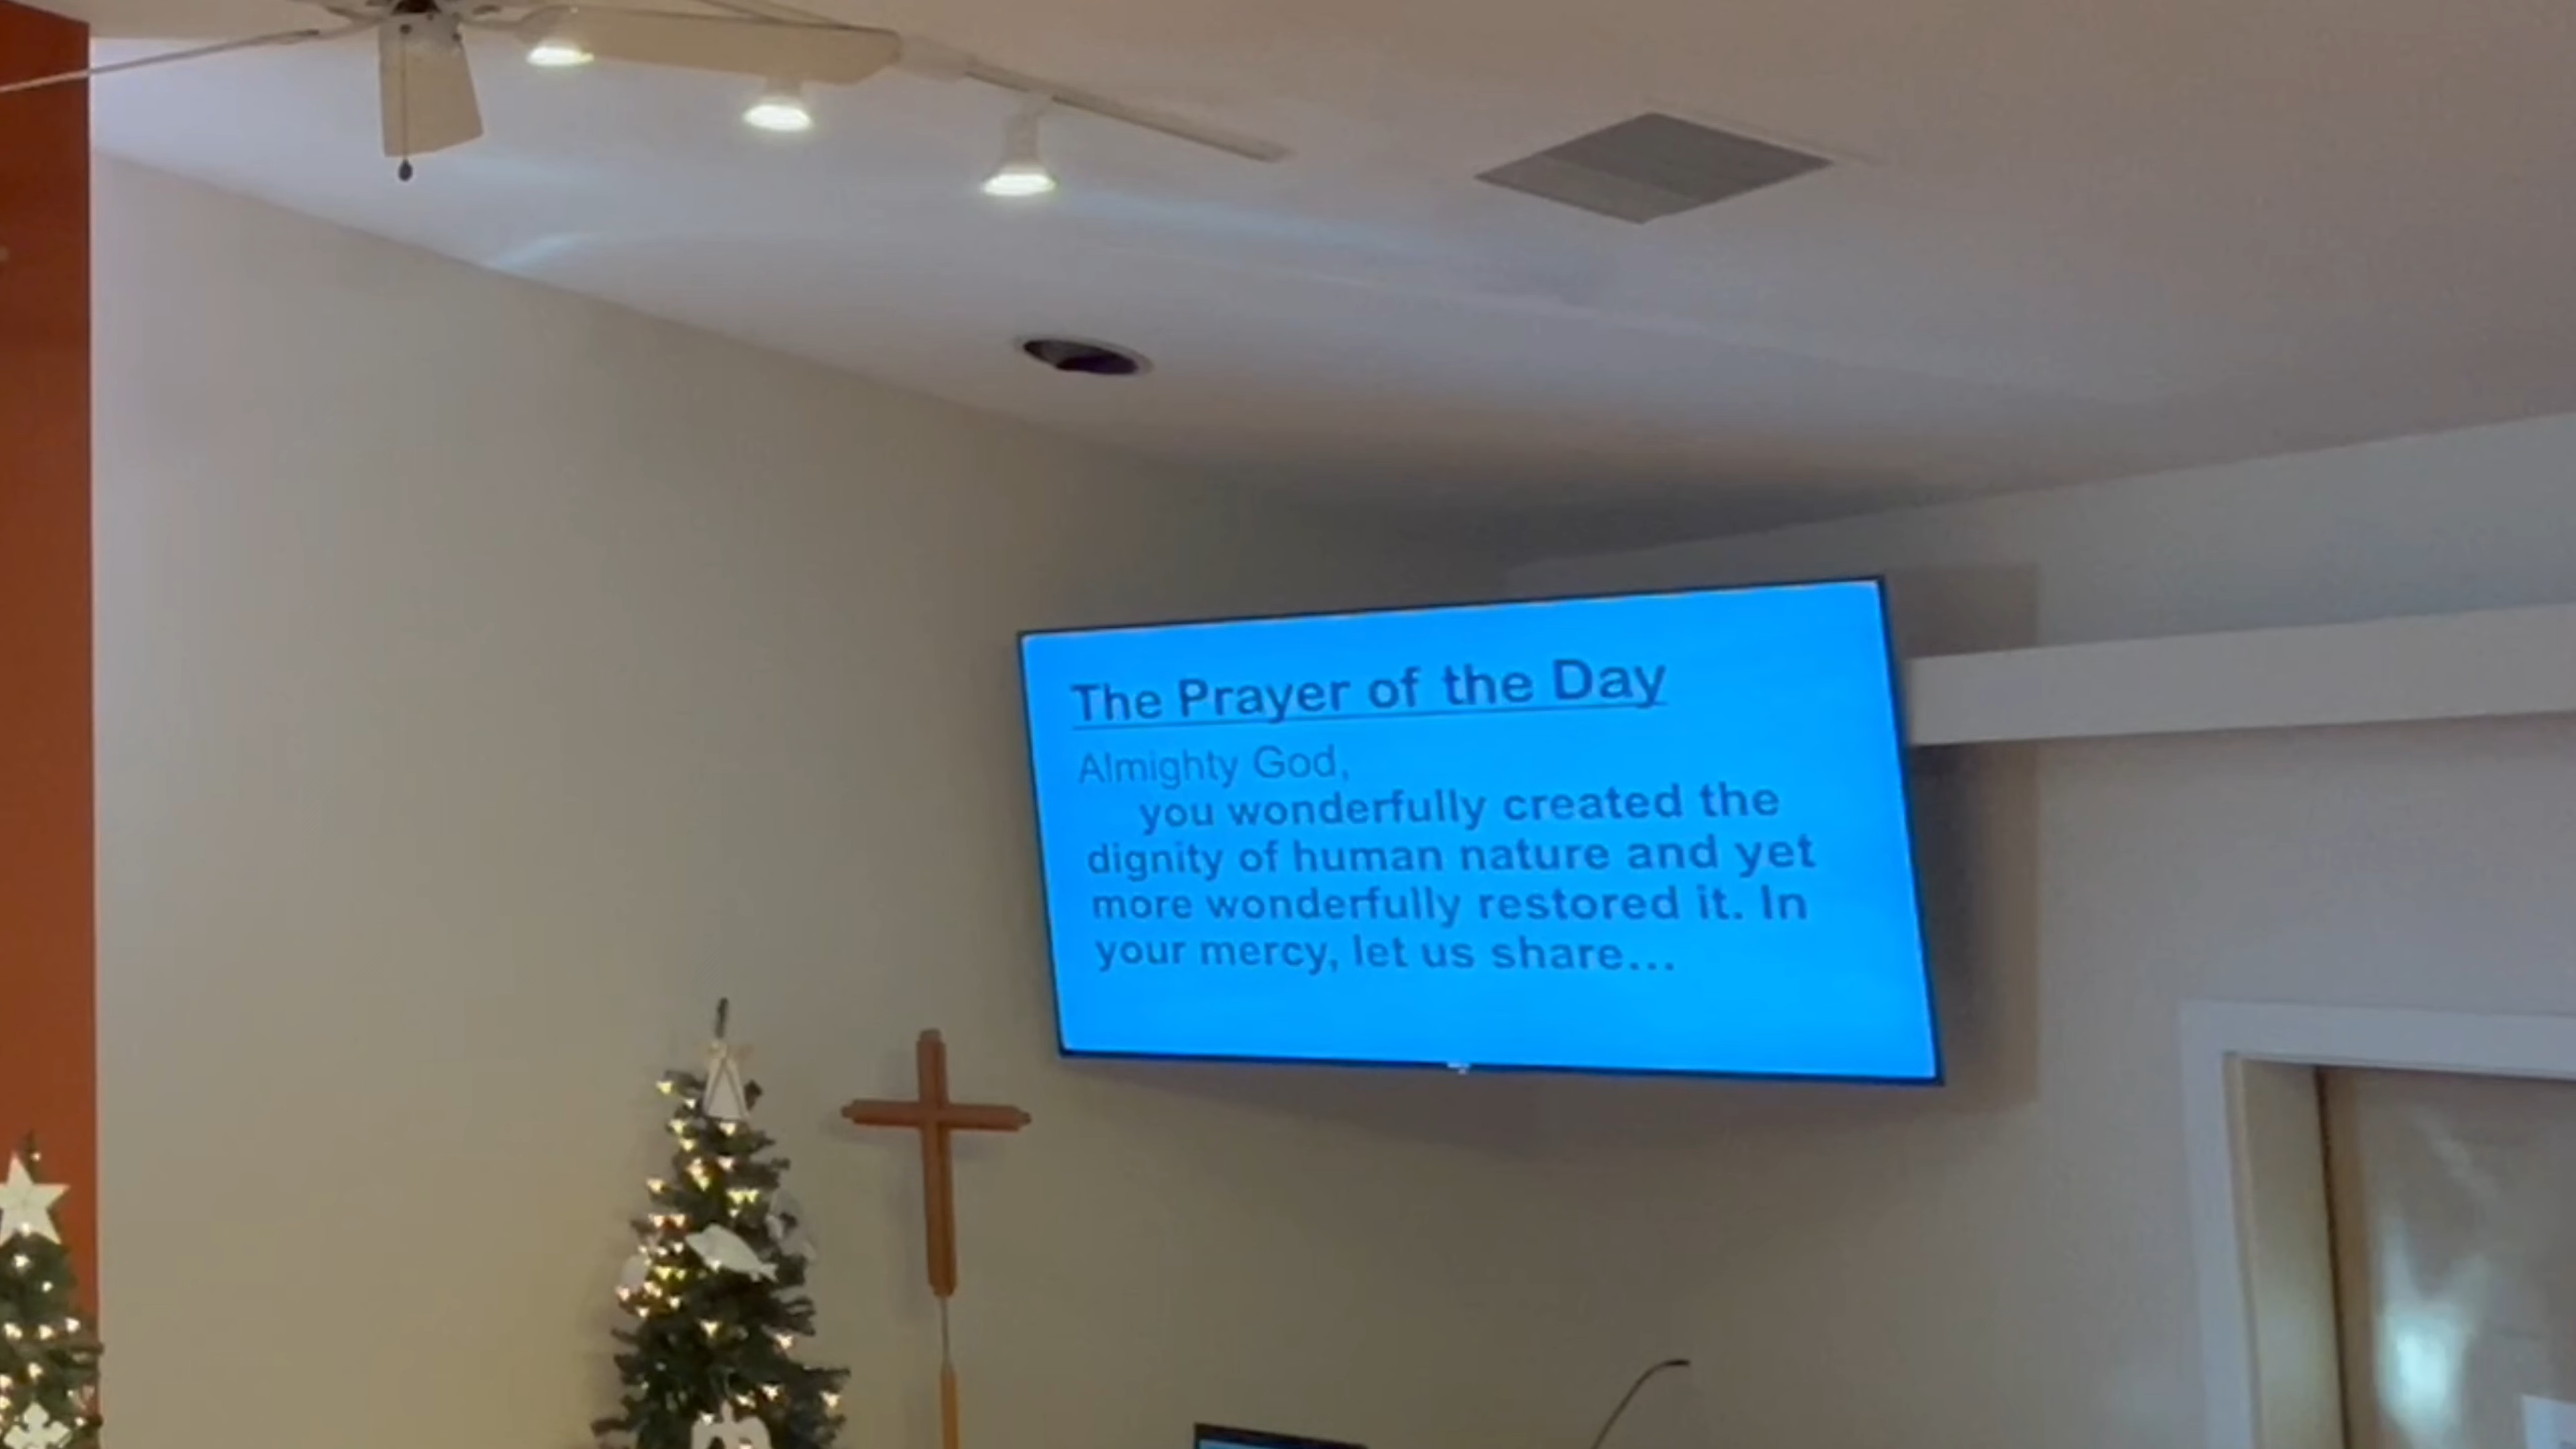 The Prayer of the Day
Almighty God,
you wonderfully created the
dignity of human nature and yet
more wonderfully restored it. In
your mercy, let us share...